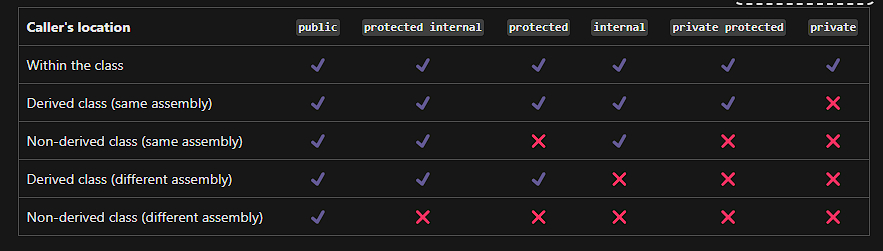 Caller's location public protected internal protected internal private protected private
Within the class
Derived class (same assembly)
Non-derived class (same assembly)
Derived class (different assembly)
Non-derived class (different assembly)